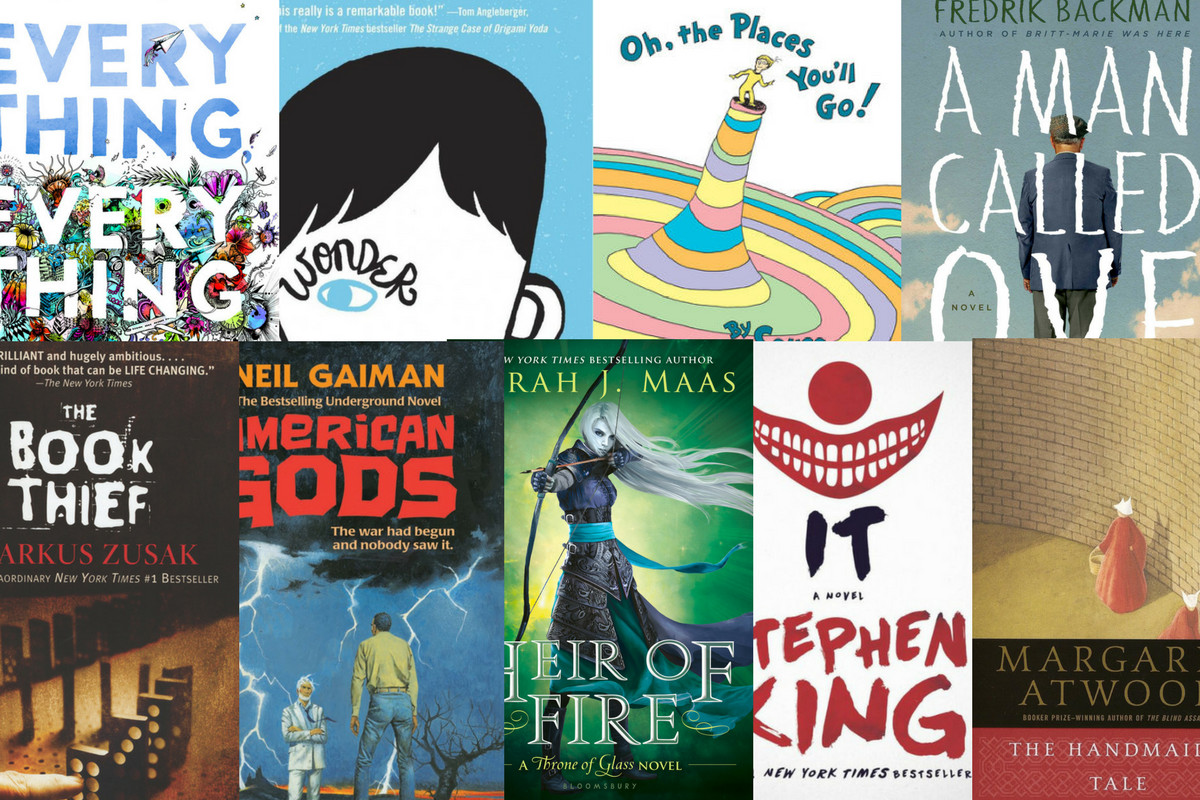 EVERY
THING,
EVERY
THING
his really is a remarkable book!” —Tom Angleberger,
the New York Times bestseller The Strange Case of Origami Yoda
WONDER
Oh, the Places
You'll
Go!
By
FREDRIK BACKMAN
AUTHOR OF BRITT-MARIE WAS HERE
A MAN
CALLED
OVE
A
NOVEL
RILLIANT and hugely ambitious. . . .
ind of book that can be LIFE CHANGING.”
—The New York Times
THE
BOOK
THIEF
ARKUS ZUSAK
AORDINARY NEW YORK TIMES #1 BESTSELLER
NEIL GAIMAN
The Bestselling Underground Novel
AMERICAN
GODS
The war had begun
and nobody saw it.
W YORK TIMES BESTSELLING AUTHOR
RAH J. MAAS
HEIR OF
FIRE
A Throne of Glass NOVEL
BLOOMSBURY
IT
A NOVEL
STEPHEN
KING
NEW YORK TIMES BESTSELLER
MARGAR
ATWOO
BOOKER PRIZE–WINNING AUTHOR OF THE BLIND ASSA
THE HANDMAID
TALE